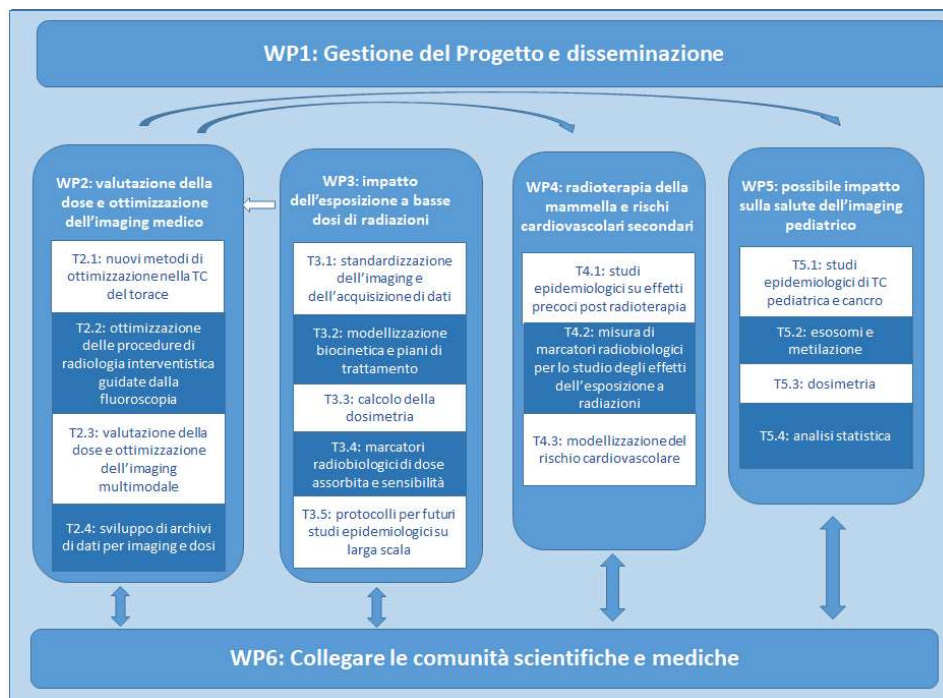 WP1: Gestione del Progetto e disseminazione
WP2: valutazione della
dose e ottimizzazione
dell'imaging medico
T2.1: nuovi metodi di
ottimizzazione nella TC
del torace
T2.2: ottimizzazione
delle procedure di
radiologia interventistica
guidate dalla
fluoroscopia
T2.3: valutazione della
dose e ottimizzazione
dell'imaging
multimodale
T2.4: sviluppo di archivi
di dati per imaging e dosi
WP3: impatto
dell'esposizione a basse
dosi di radiazioni
T3.1: standardizzazione
dell'imaging e
dell'acquisizione di dati
T3.2: modellizzazione
biocinetica e piani di
trattamento
T3.3: calcolo della
dosimetria
T3.4: marcatori
radiobiologici di dose
assorbita e sensibilità
T3.5: protocolli per futuri
studi epidemiologici su
larga scala
WP4: radioterapia della
mammella e rischi
cardiovascolari secondari
T4.1: studi
epidemiologici su effetti
precoci post radioterapia
T4.2: misura di
marcatori radiobiologici
per lo studio degli effetti
dell'esposizione a
radiazioni
T4.3: modellizzazione del
rischio cardiovascolare
WP5: possibile impatto
sulla salute dell'imaging
pediatrico
T5.1: studi
epidemiologici di TC
pediatrica e cancro
T5.2: esosomi e
metilazione
T5.3: dosimetria
T5.4: analisi statistica
WP6: Collegare le comunità scientifiche e mediche